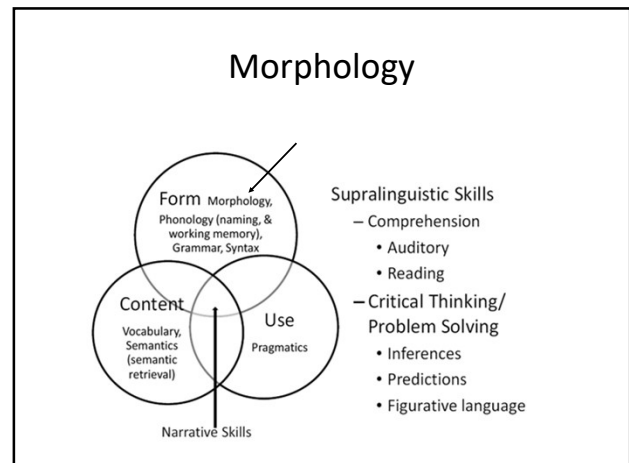 Morphology
Form Morphology,
Phonology (naming, &
working memory),
Grammar, Syntax
Content
Vocabulary,
Semantics
(semantic
retrieval)
Use
Pragmatics
Narrative Skills
Supralinguistic Skills
– Comprehension
• Auditory
• Reading
– Critical Thinking/
Problem Solving
• Inferences
• Predictions
• Figurative language